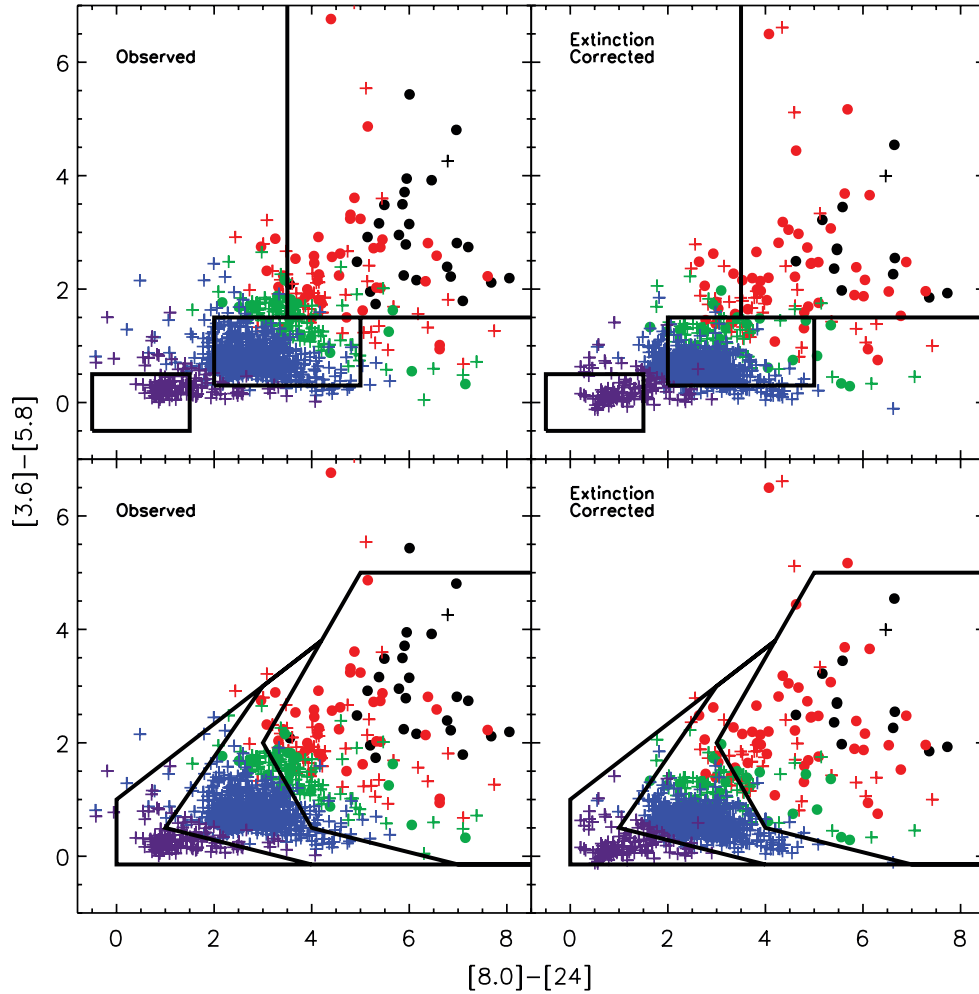 6
4
2
0
Observed
Extinction
Corrected
[3.6]−[5.8]
6
4
2
0
Observed
Extinction
Corrected
0 2 4 6 8 0 2 4 6 8
[8.0]−[24]